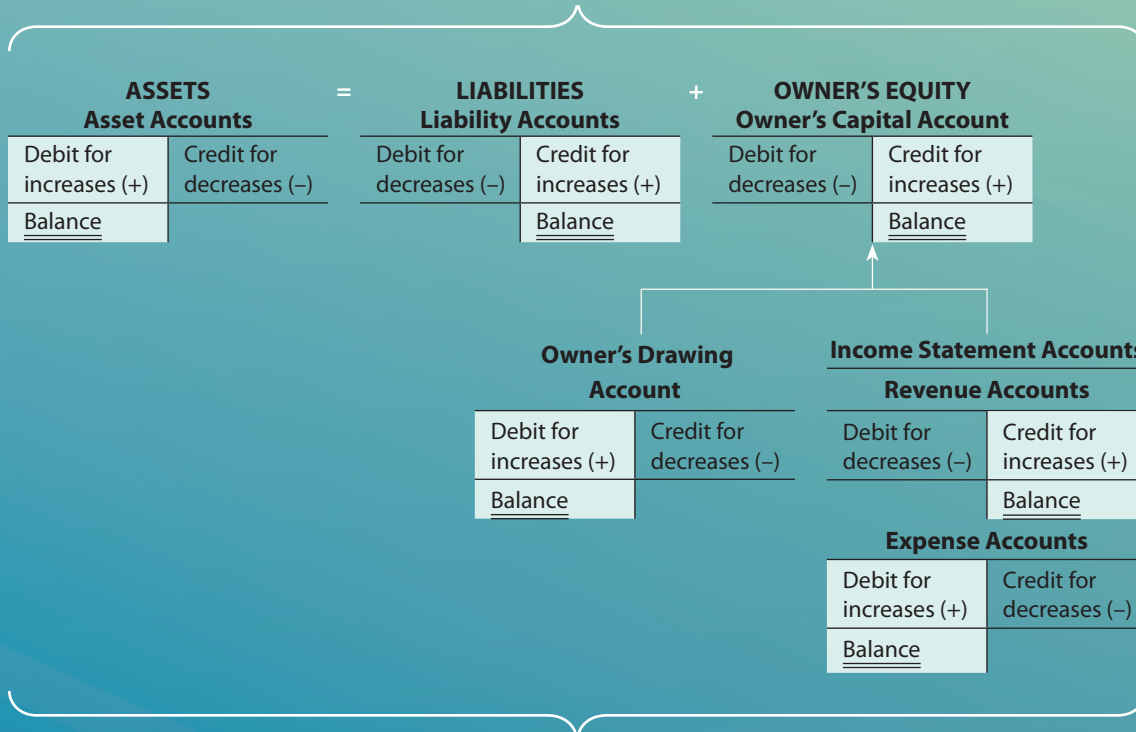 ASSETS = LIABILITIES + OWNER'S EQUITY
Asset Accounts Liability Accounts Owner's Capital Account
Debit for Credit for Debit for Credit for Debit for Credit for
increases (+) decreases (–) decreases (–) increases (+) decreases (–) increases (+)
Balance Balance Balance
Owner's Drawing
Account
Debit for Credit for
increases (+) decreases (–)
Balance
Income Statement Accounts
Revenue Accounts
Debit for Credit for
decreases (–) increases (+)
Balance
Expense Accounts
Debit for Credit for
increases (+) decreases (–)
Balance